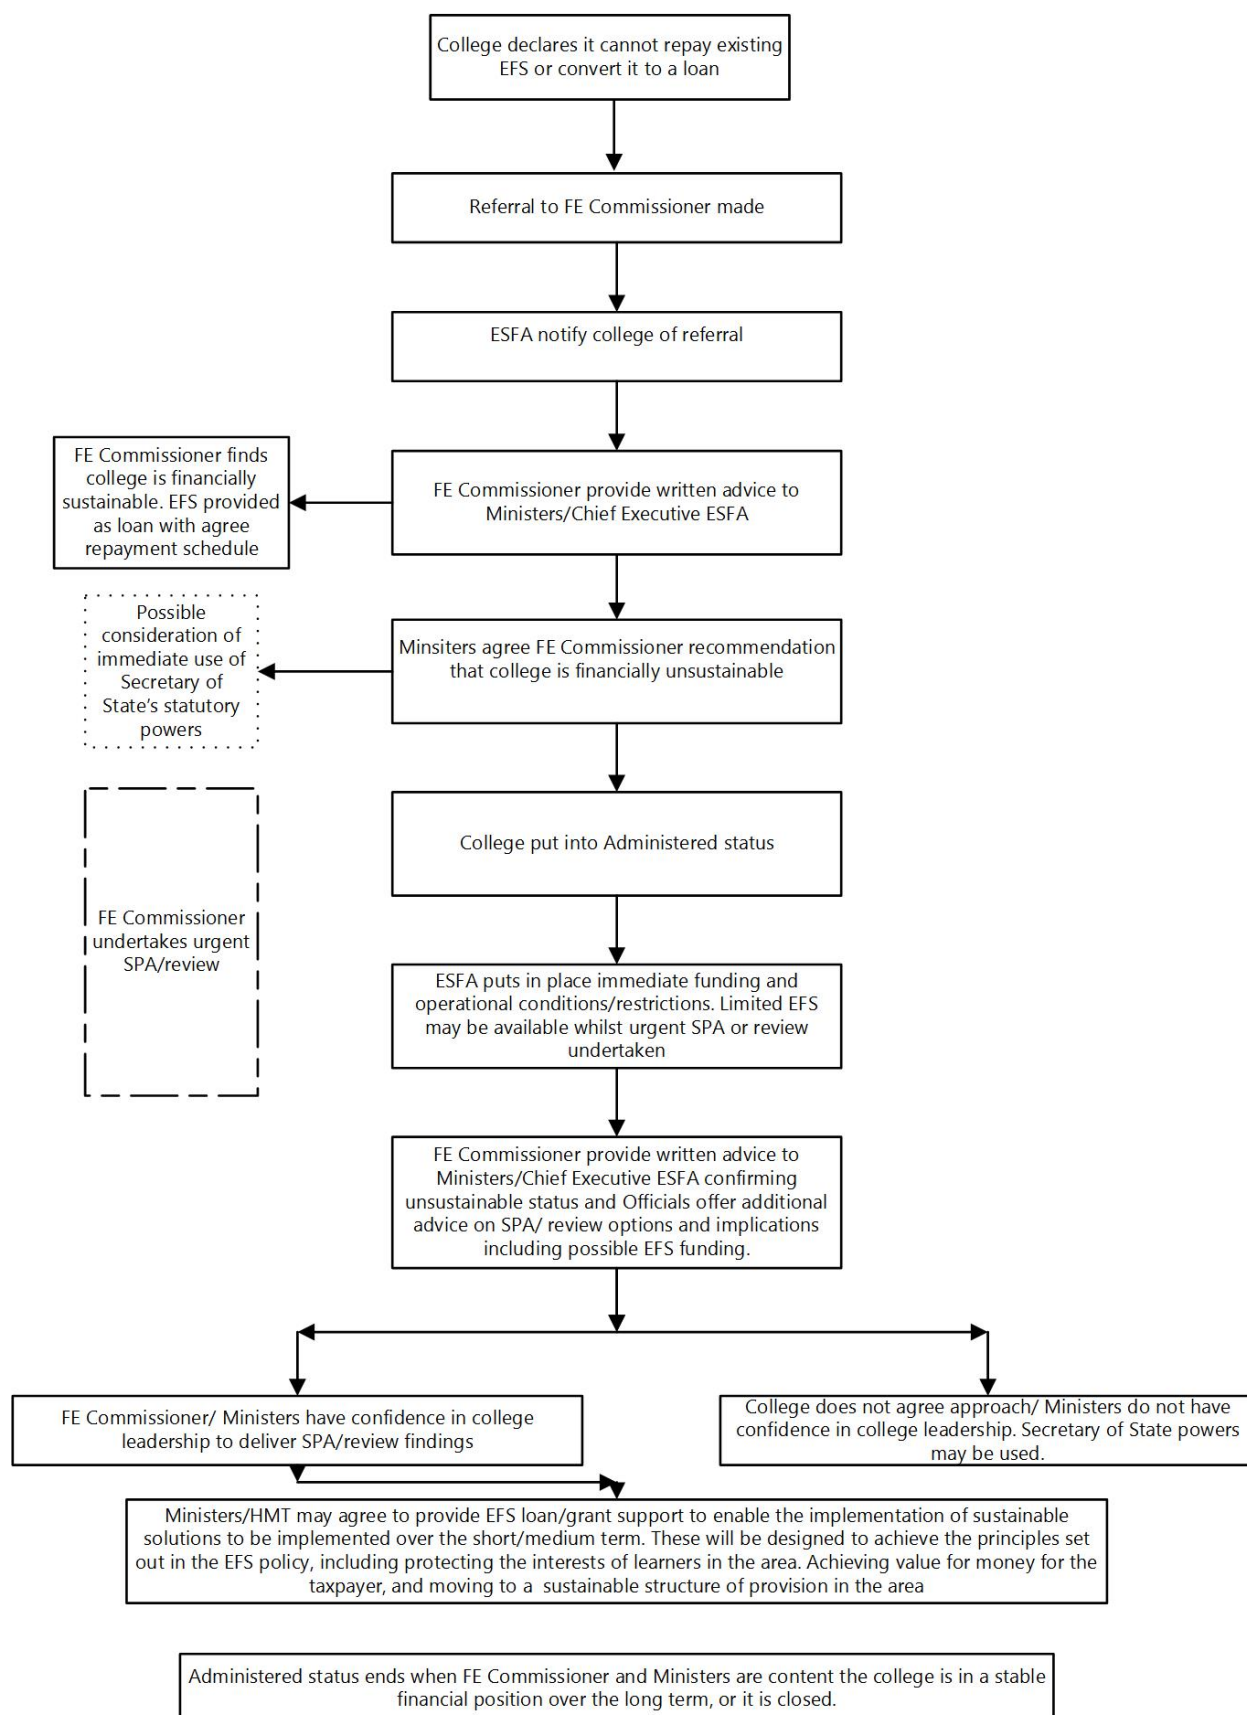 College declares it cannot repay existing
EFS or convert it to a loan
Referral to FE Commissioner made
ESFA notify college of referral
FE Commissioner finds
college is financially
sustainable. EFS provided
as loan with agree
repayment schedule
FE Commissioner provide written advice to
Ministers/Chief Executive ESFA
Possible
consideration of
immediate use of
Secretary of
State’s statutory
powers
Minsiters agree FE Commissioner recommendation
that college is financially unsustainable
College put into Administered status
FE Commissioner
undertakes urgent
SPA/review
ESFA puts in place immediate funding and
operational conditions/restrictions. Limited EFS
may be available whilst urgent SPA or review
undertaken
FE Commissioner provide written advice to
Ministers/Chief Executive ESFA confirming
unsustainable status and Officials offer additional
advice on SPA/ review options and implications
including possible EFS funding.
FE Commissioner/ Ministers have confidence in college
leadership to deliver SPA/review findings
College does not agree approach/ Ministers do not have
confidence in college leadership. Secretary of State powers
may be used.
Ministers/HMT may agree to provide EFS loan/grant support to enable the implementation of sustainable
solutions to be implemented over the short/medium term. These will be designed to achieve the principles set
out in the EFS policy, including protecting the interests of learners in the area. Achieving value for money for the
taxpayer, and moving to a  sustainable structure of provision in the area
Administered status ends when FE Commissioner and Ministers are content the college is in a stable
financial position over the long term, or it is closed.